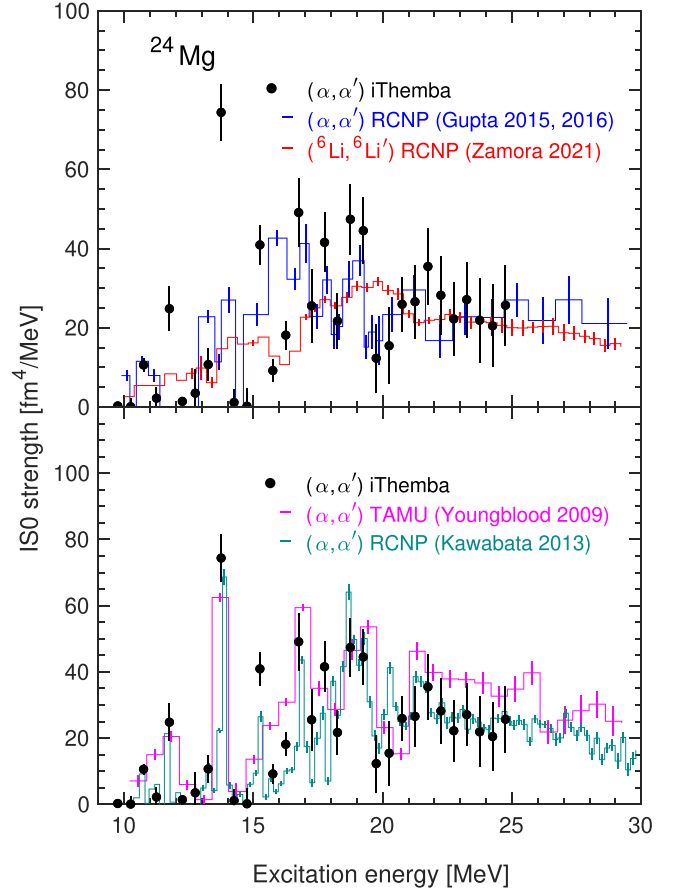 100
80
60
40
20
0
²⁴Mg
(α,α′) iThemba
(α,α′) RCNP (Gupta 2015, 2016)
(⁶Li,⁶Li′) RCNP (Zamora 2021)
IS0 strength [fm⁴/MeV]
100
80
60
40
20
0
(α,α′) iThemba
(α,α′) TAMU (Youngblood 2009)
(α,α′) RCNP (Kawabata 2013)
10 15 20 25 30
Excitation energy [MeV]